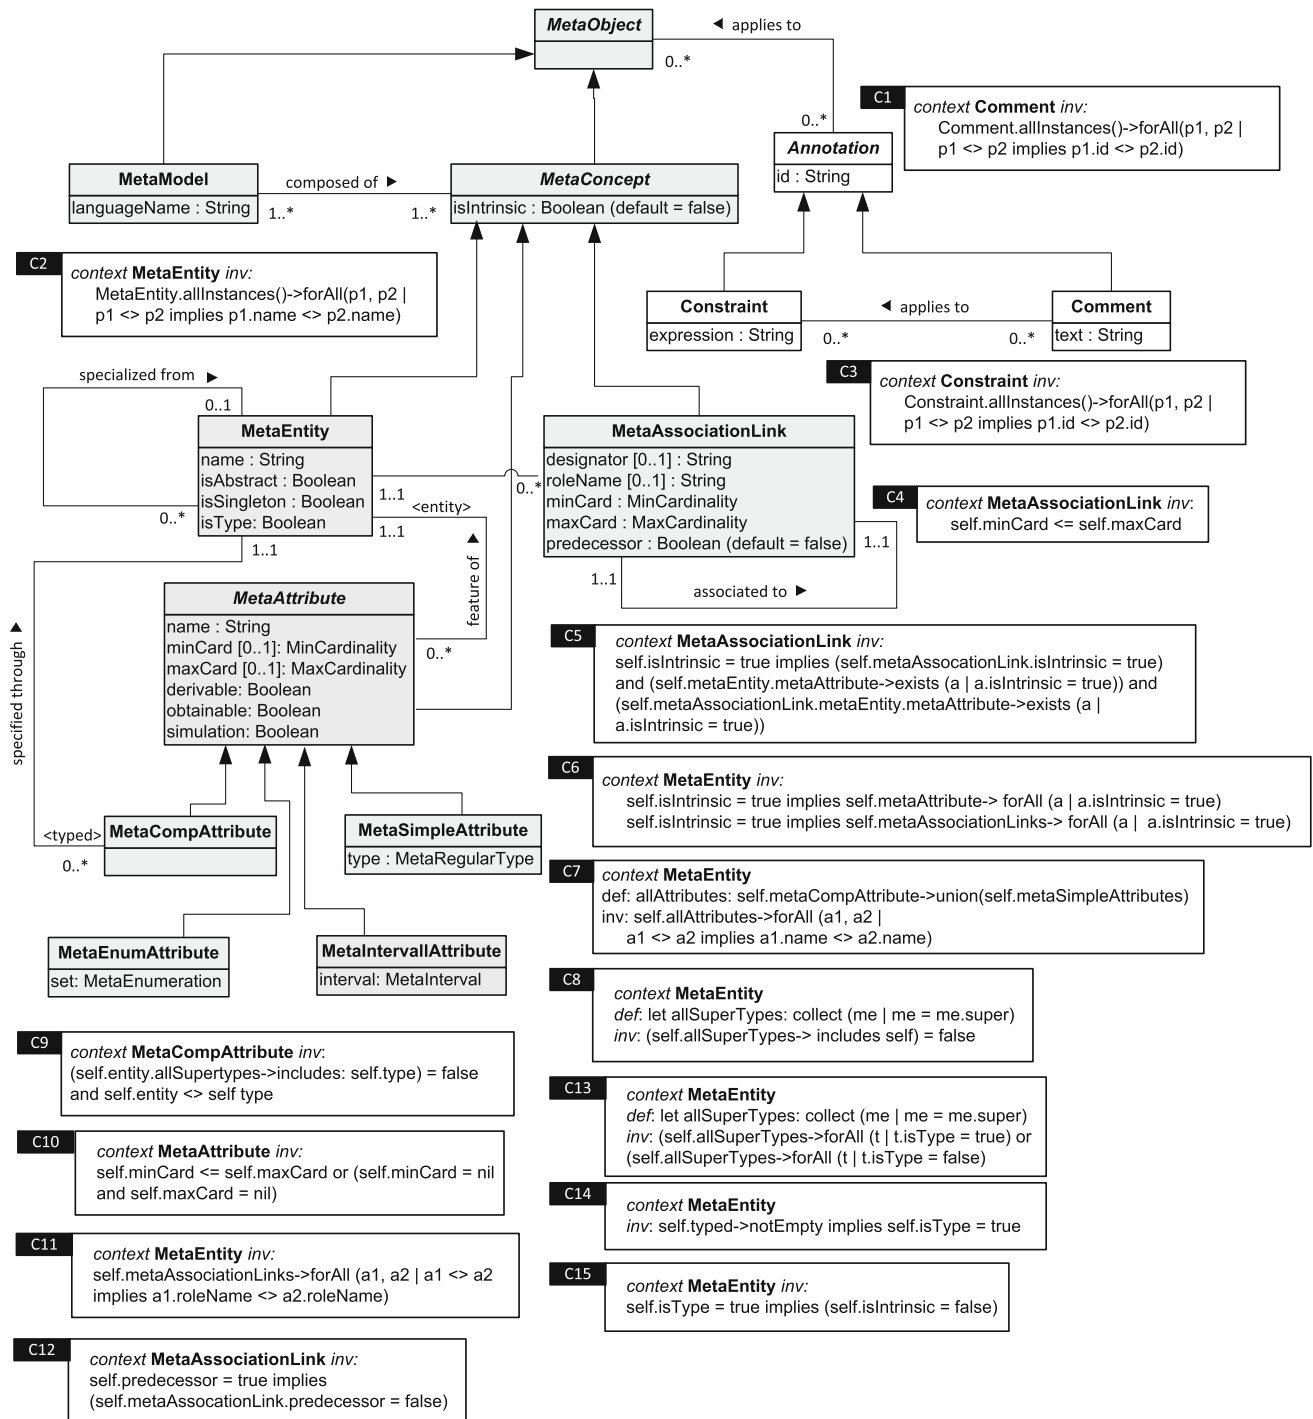 MetaObject
◄ applies to
0..*
0..*
C1
context Comment inv:
Comment.allInstances()->forAll(p1, p2 |
p1 <> p2 implies p1.id <> p2.id)
Annotation
id : String
MetaModel
languageName : String
composed of ►
1..*
1..*
MetaConcept
isIntrinsic : Boolean (default = false)
C2
context MetaEntity inv:
MetaEntity.allInstances()->forAll(p1, p2 |
p1 <> p2 implies p1.name <> p2.name)
Constraint
expression : String
◄ applies to
0..*
0..*
Comment
text : String
C3
context Constraint inv:
Constraint.allInstances()->forAll(p1, p2 |
p1 <> p2 implies p1.id <> p2.id)
specialized from ►
0..1
0..*
MetaEntity
name : String
isAbstract : Boolean
isSingleton : Boolean
isType: Boolean
1..1
0..*
<entity>
1..1
1..1
MetaAssociationLink
designator [0..1] : String
roleName [0..1] : String
minCard : MinCardinality
maxCard : MaxCardinality
predecessor : Boolean (default = false)
1..1
1..1
associated to ►
C4
context MetaAssociationLink inv:
self.minCard <= self.maxCard
feature of ►
0..*
MetaAttribute
name : String
minCard [0..1]: MinCardinality
maxCard [0..1]: MaxCardinality
derivable: Boolean
obtainable: Boolean
simulation: Boolean
C5
context MetaAssociationLink inv:
self.isIntrinsic = true implies (self.metaAssocationLink.isIntrinsic = true)
and (self.metaEntity.metaAttribute->exists (a | a.isIntrinsic = true)) and
(self.metaAssociationLink.metaEntity.metaAttribute->exists (a |
a.isIntrinsic = true))
specified through ►
<typed>
0..*
MetaCompAttribute
MetaSimpleAttribute
type : MetaRegularType
C6
context MetaEntity inv:
self.isIntrinsic = true implies self.metaAttribute-> forAll (a | a.isIntrinsic = true)
self.isIntrinsic = true implies self.metaAssociationLinks-> forAll (a | a.isIntrinsic = true)
C7
context MetaEntity
def: allAttributes: self.metaCompAttribute->union(self.metaSimpleAttributes)
inv: self.allAttributes->forAll (a1, a2 |
a1 <> a2 implies a1.name <> a2.name)
MetaEnumAttribute
set: MetaEnumeration
MetaIntervallAttribute
interval: MetaInterval
C8
context MetaEntity
def: let allSuperTypes: collect (me | me = me.super)
inv: (self.allSuperTypes-> includes self) = false
C9
context MetaCompAttribute inv:
(self.entity.allSupertypes->includes: self.type) = false
and self.entity <> self type
C13
context MetaEntity
def: let allSuperTypes: collect (me | me = me.super)
inv: (self.allSuperTypes->forAll (t | t.isType = true) or
(self.allSuperTypes->forAll (t | t.isType = false)
C10
context MetaAttribute inv:
self.minCard <= self.maxCard or (self.minCard = nil
and self.maxCard = nil)
C14
context MetaEntity
inv: self.typed->notEmpty implies self.isType = true
C11
context MetaEntity inv:
self.metaAssociationLinks->forAll (a1, a2 | a1 <> a2
implies a1.roleName <> a2.roleName)
C15
context MetaEntity inv:
self.isType = true implies (self.isIntrinsic = false)
C12
context MetaAssociationLink inv:
self.predecessor = true implies
(self.metaAssocationLink.predecessor = false)